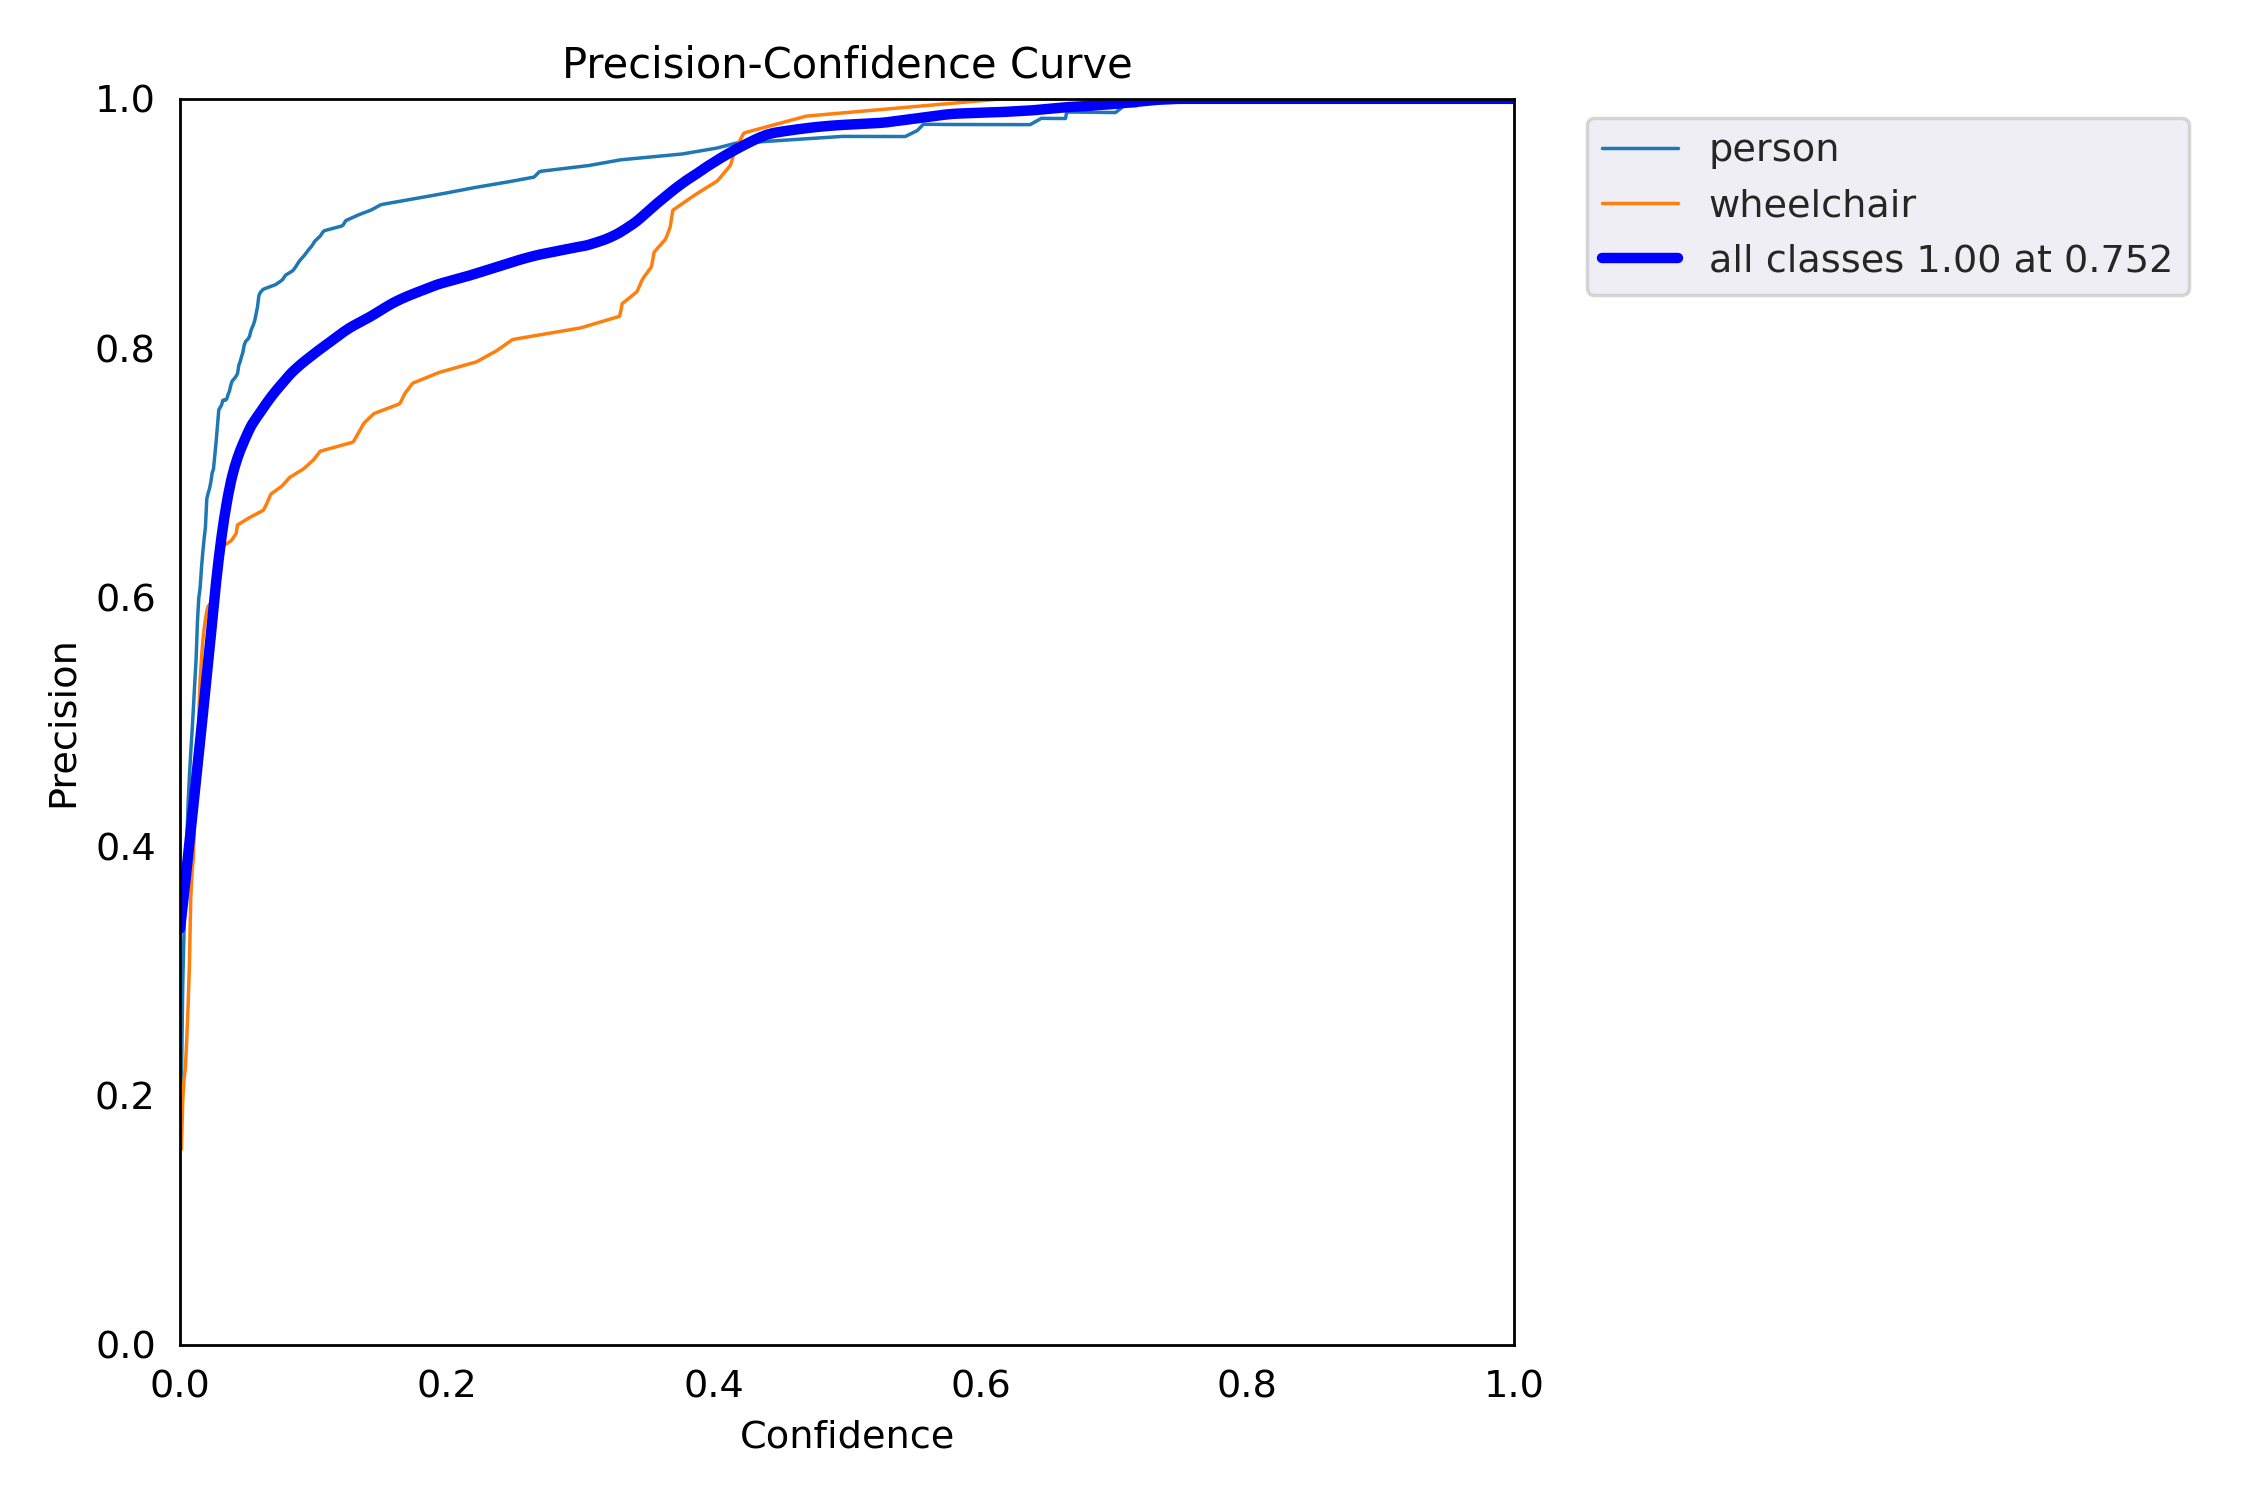 Precision-Confidence Curve
1.0
0.8
0.6
0.4
0.2
0.0
Precision
0.0 0.2 0.4 0.6 0.8 1.0
Confidence
person
wheelchair
all classes 1.00 at 0.752